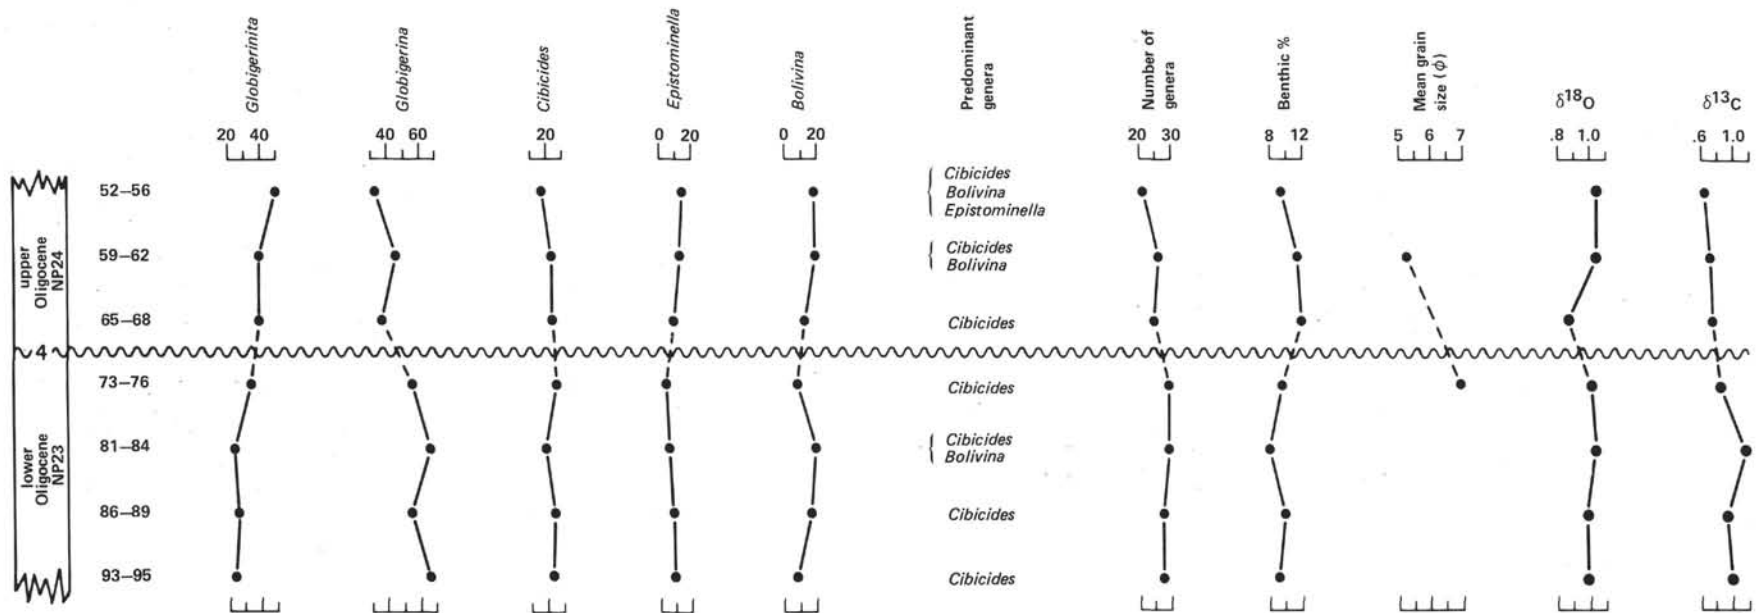 Globigerinita
Globigerina
Cibicides
Epistominella
Bolivina
Predominant
genera
Number of
genera
Benthic %
Mean grain
size (ϕ)
δ18O
δ13C
20 40
40 60
20
0 20
0 20
20 30
8 12
5 6 7
.8 1.0
.6 1.0
upper
Oligocene
NP24
4
lower
Oligocene
NP23
52–56
Cibicides
Bolivina
Epistominella
59–62
Cibicides
Bolivina
65–68
Cibicides
73–76
Cibicides
81–84
Cibicides
Bolivina
86–89
Cibicides
93–95
Cibicides